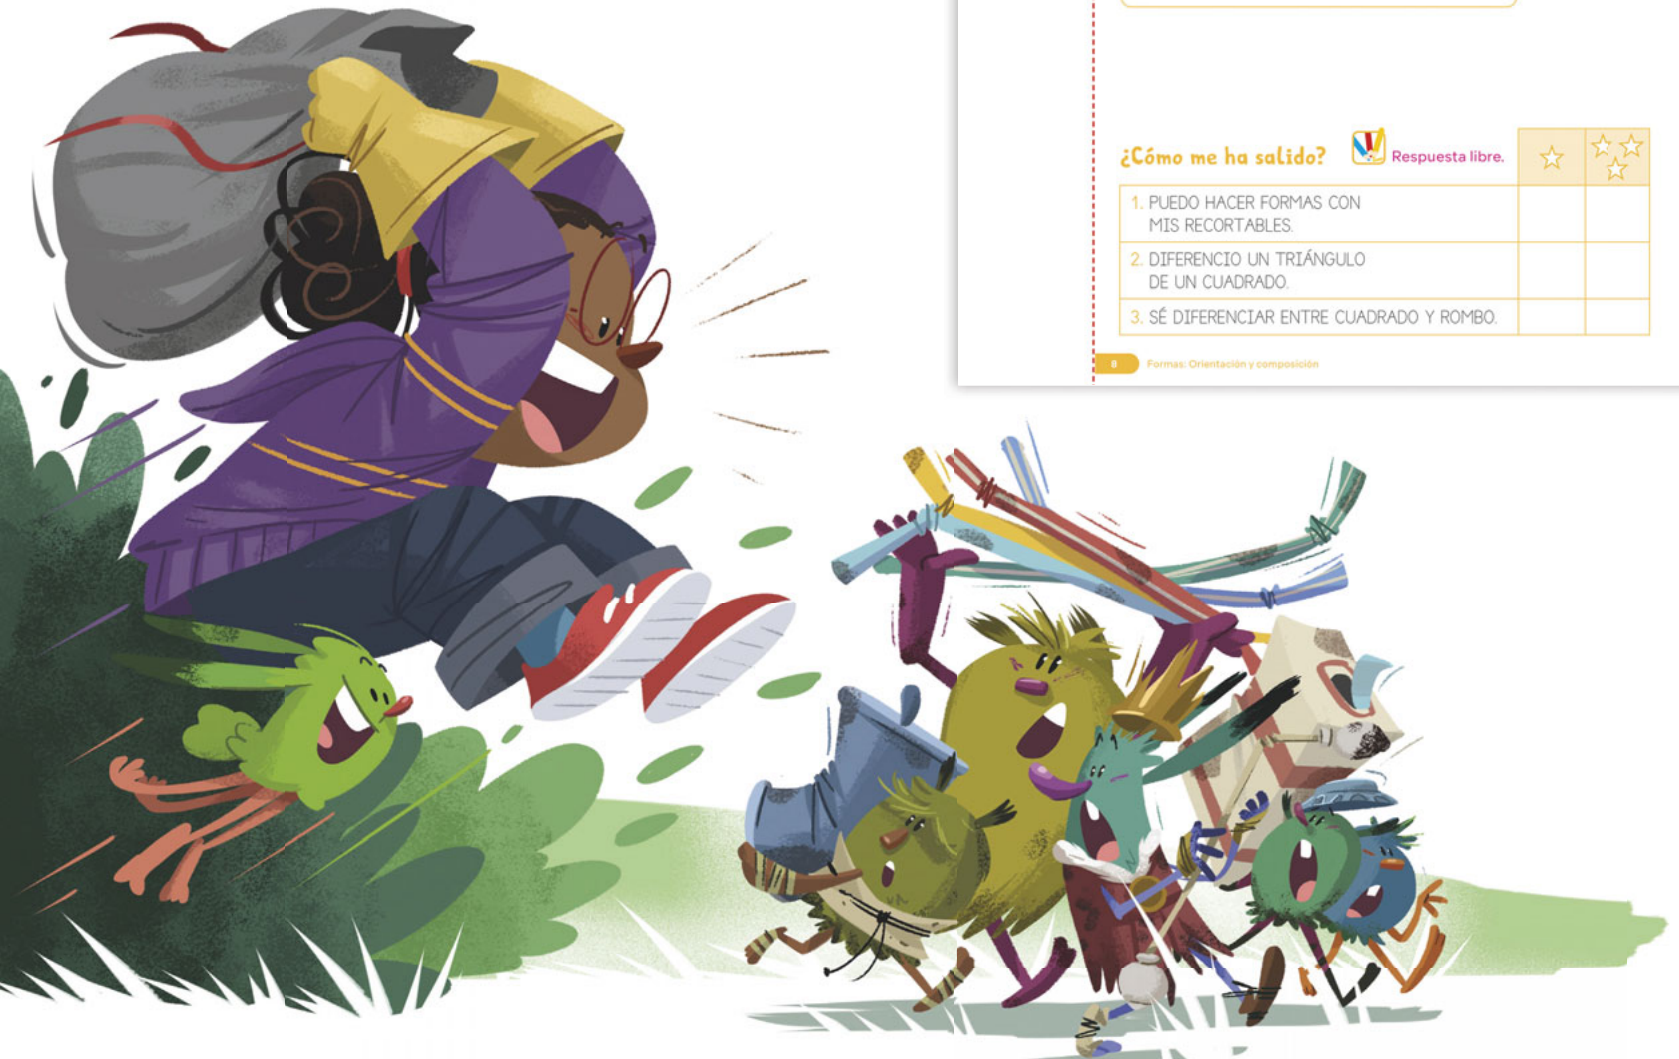 ¿Cómo me ha salido?
Respuesta libre.
1. PUEDO HACER FORMAS CON
MIS RECORTABLES.
2. DIFERENCIO UN TRIÁNGULO
DE UN CUADRADO.
3. SÉ DIFERENCIAR ENTRE CUADRADO Y ROMBO.
8 Formas: Orientación y composición